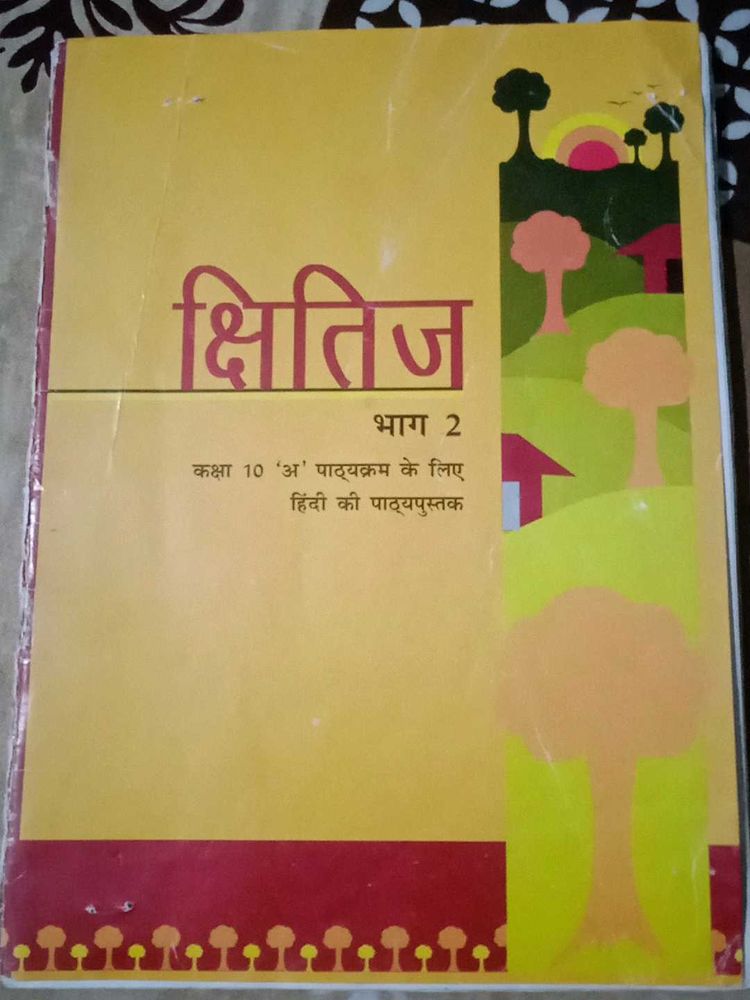 क्षितिज
भाग 2
कक्षा 10 ‘अ’ पाठ्यक्रम के लिए
हिंदी की पाठ्यपुस्तक